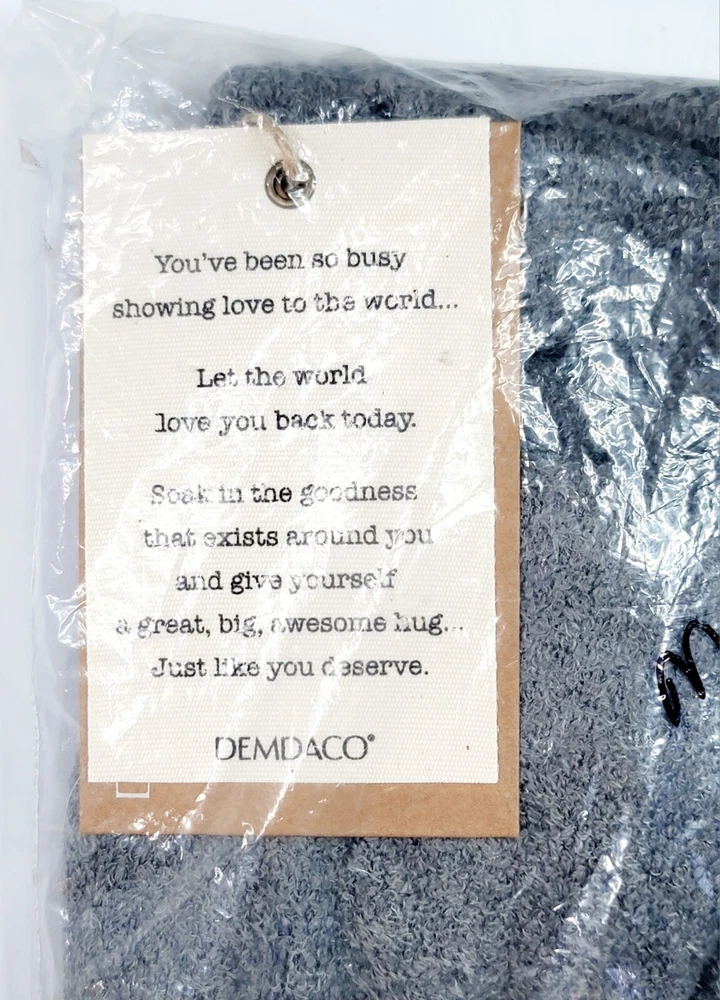 You've been so busy
showing love to the world...
Let the world
love you back today.
Soak in the goodness
that exists around you
and give yourself
a great, big, awesome hug...
Just like you deserve.
DEMDACO®